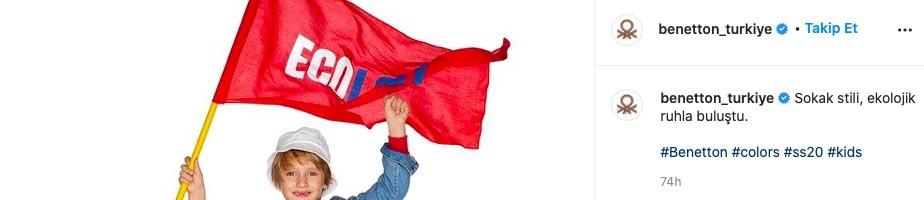 ECO
benetton_turkiye • Takip Et
benetton_turkiye Sokak stili, ekolojik
ruhla buluştu.
#Benetton #colors #ss20 #kids
74h